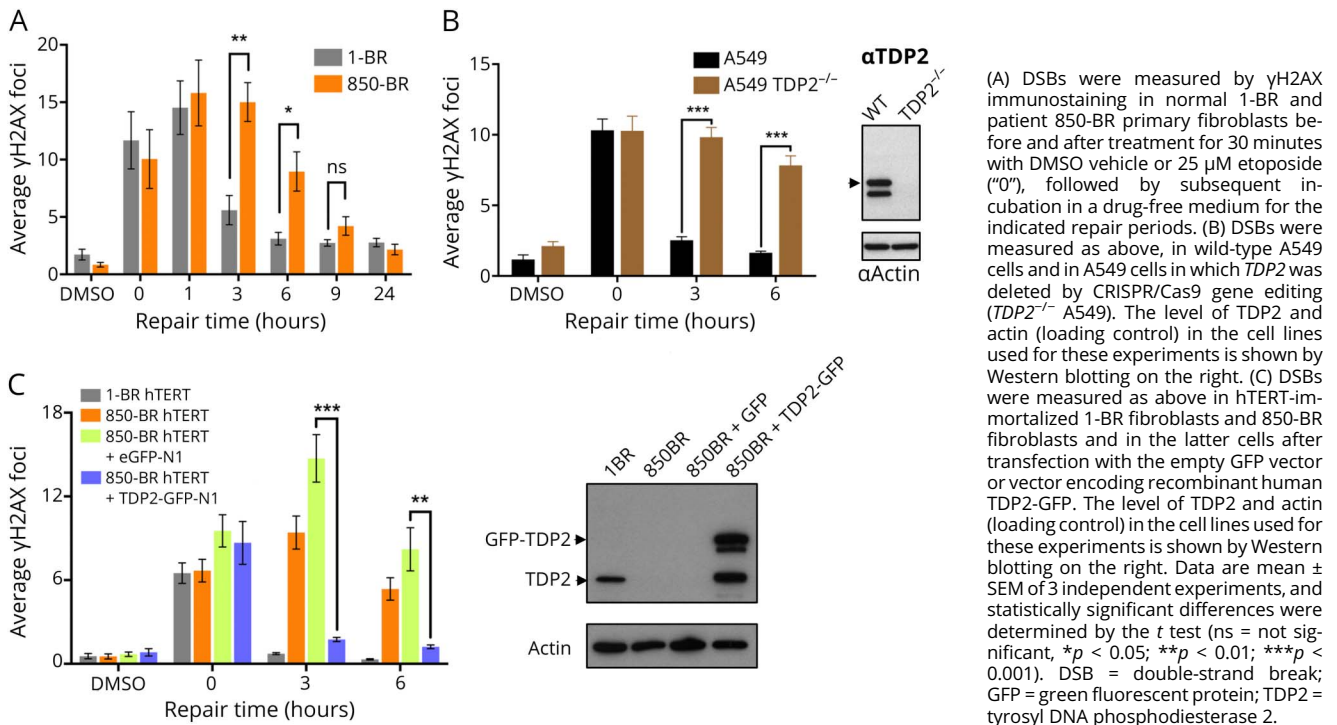 A
Average γH2AX foci
20
15
10
5
0
1-BR
850-BR
**
*
ns
DMSO 0 1 3 6 9 24
Repair time (hours)
B
Average γH2AX foci
15
10
5
0
A549
A549 TDP2⁻/⁻
***
***
DMSO 0 3 6
Repair time (hours)
αTDP2
WT TDP2⁻/⁻
αActin
C
Average γH2AX foci
18
12
6
0
1-BR hTERT
850-BR hTERT
850-BR hTERT
+ eGFP-N1
850-BR hTERT
+ TDP2-GFP-N1
***
**
DMSO 0 3 6
Repair time (hours)
1BR 850BR 850BR + GFP 850BR + TDP2-GFP
GFP-TDP2
TDP2
Actin
(A) DSBs were measured by γH2AX
immunostaining in normal 1-BR and
patient 850-BR primary fibroblasts be-
fore and after treatment for 30 minutes
with DMSO vehicle or 25 μM etoposide
(“0”), followed by subsequent in-
cubation in a drug-free medium for the
indicated repair periods. (B) DSBs were
measured as above, in wild-type A549
cells and in A549 cells in which TDP2 was
deleted by CRISPR/Cas9 gene editing
(TDP2⁻/⁻ A549). The level of TDP2 and
actin (loading control) in the cell lines
used for these experiments is shown by
Western blotting on the right. (C) DSBs
were measured as above in hTERT-im-
mortalized 1-BR fibroblasts and 850-BR
fibroblasts and in the latter cells after
transfection with the empty GFP vector
or vector encoding recombinant human
TDP2-GFP. The level of TDP2 and actin
(loading control) in the cell lines used for
these experiments is shown by Western
blotting on the right. Data are mean ±
SEM of 3 independent experiments, and
statistically significant differences were
determined by the t test (ns = not sig-
nificant, *p < 0.05; **p < 0.01; ***p <
0.001). DSB = double-strand break;
GFP = green fluorescent protein; TDP2 =
tyrosyl DNA phosphodiesterase 2.